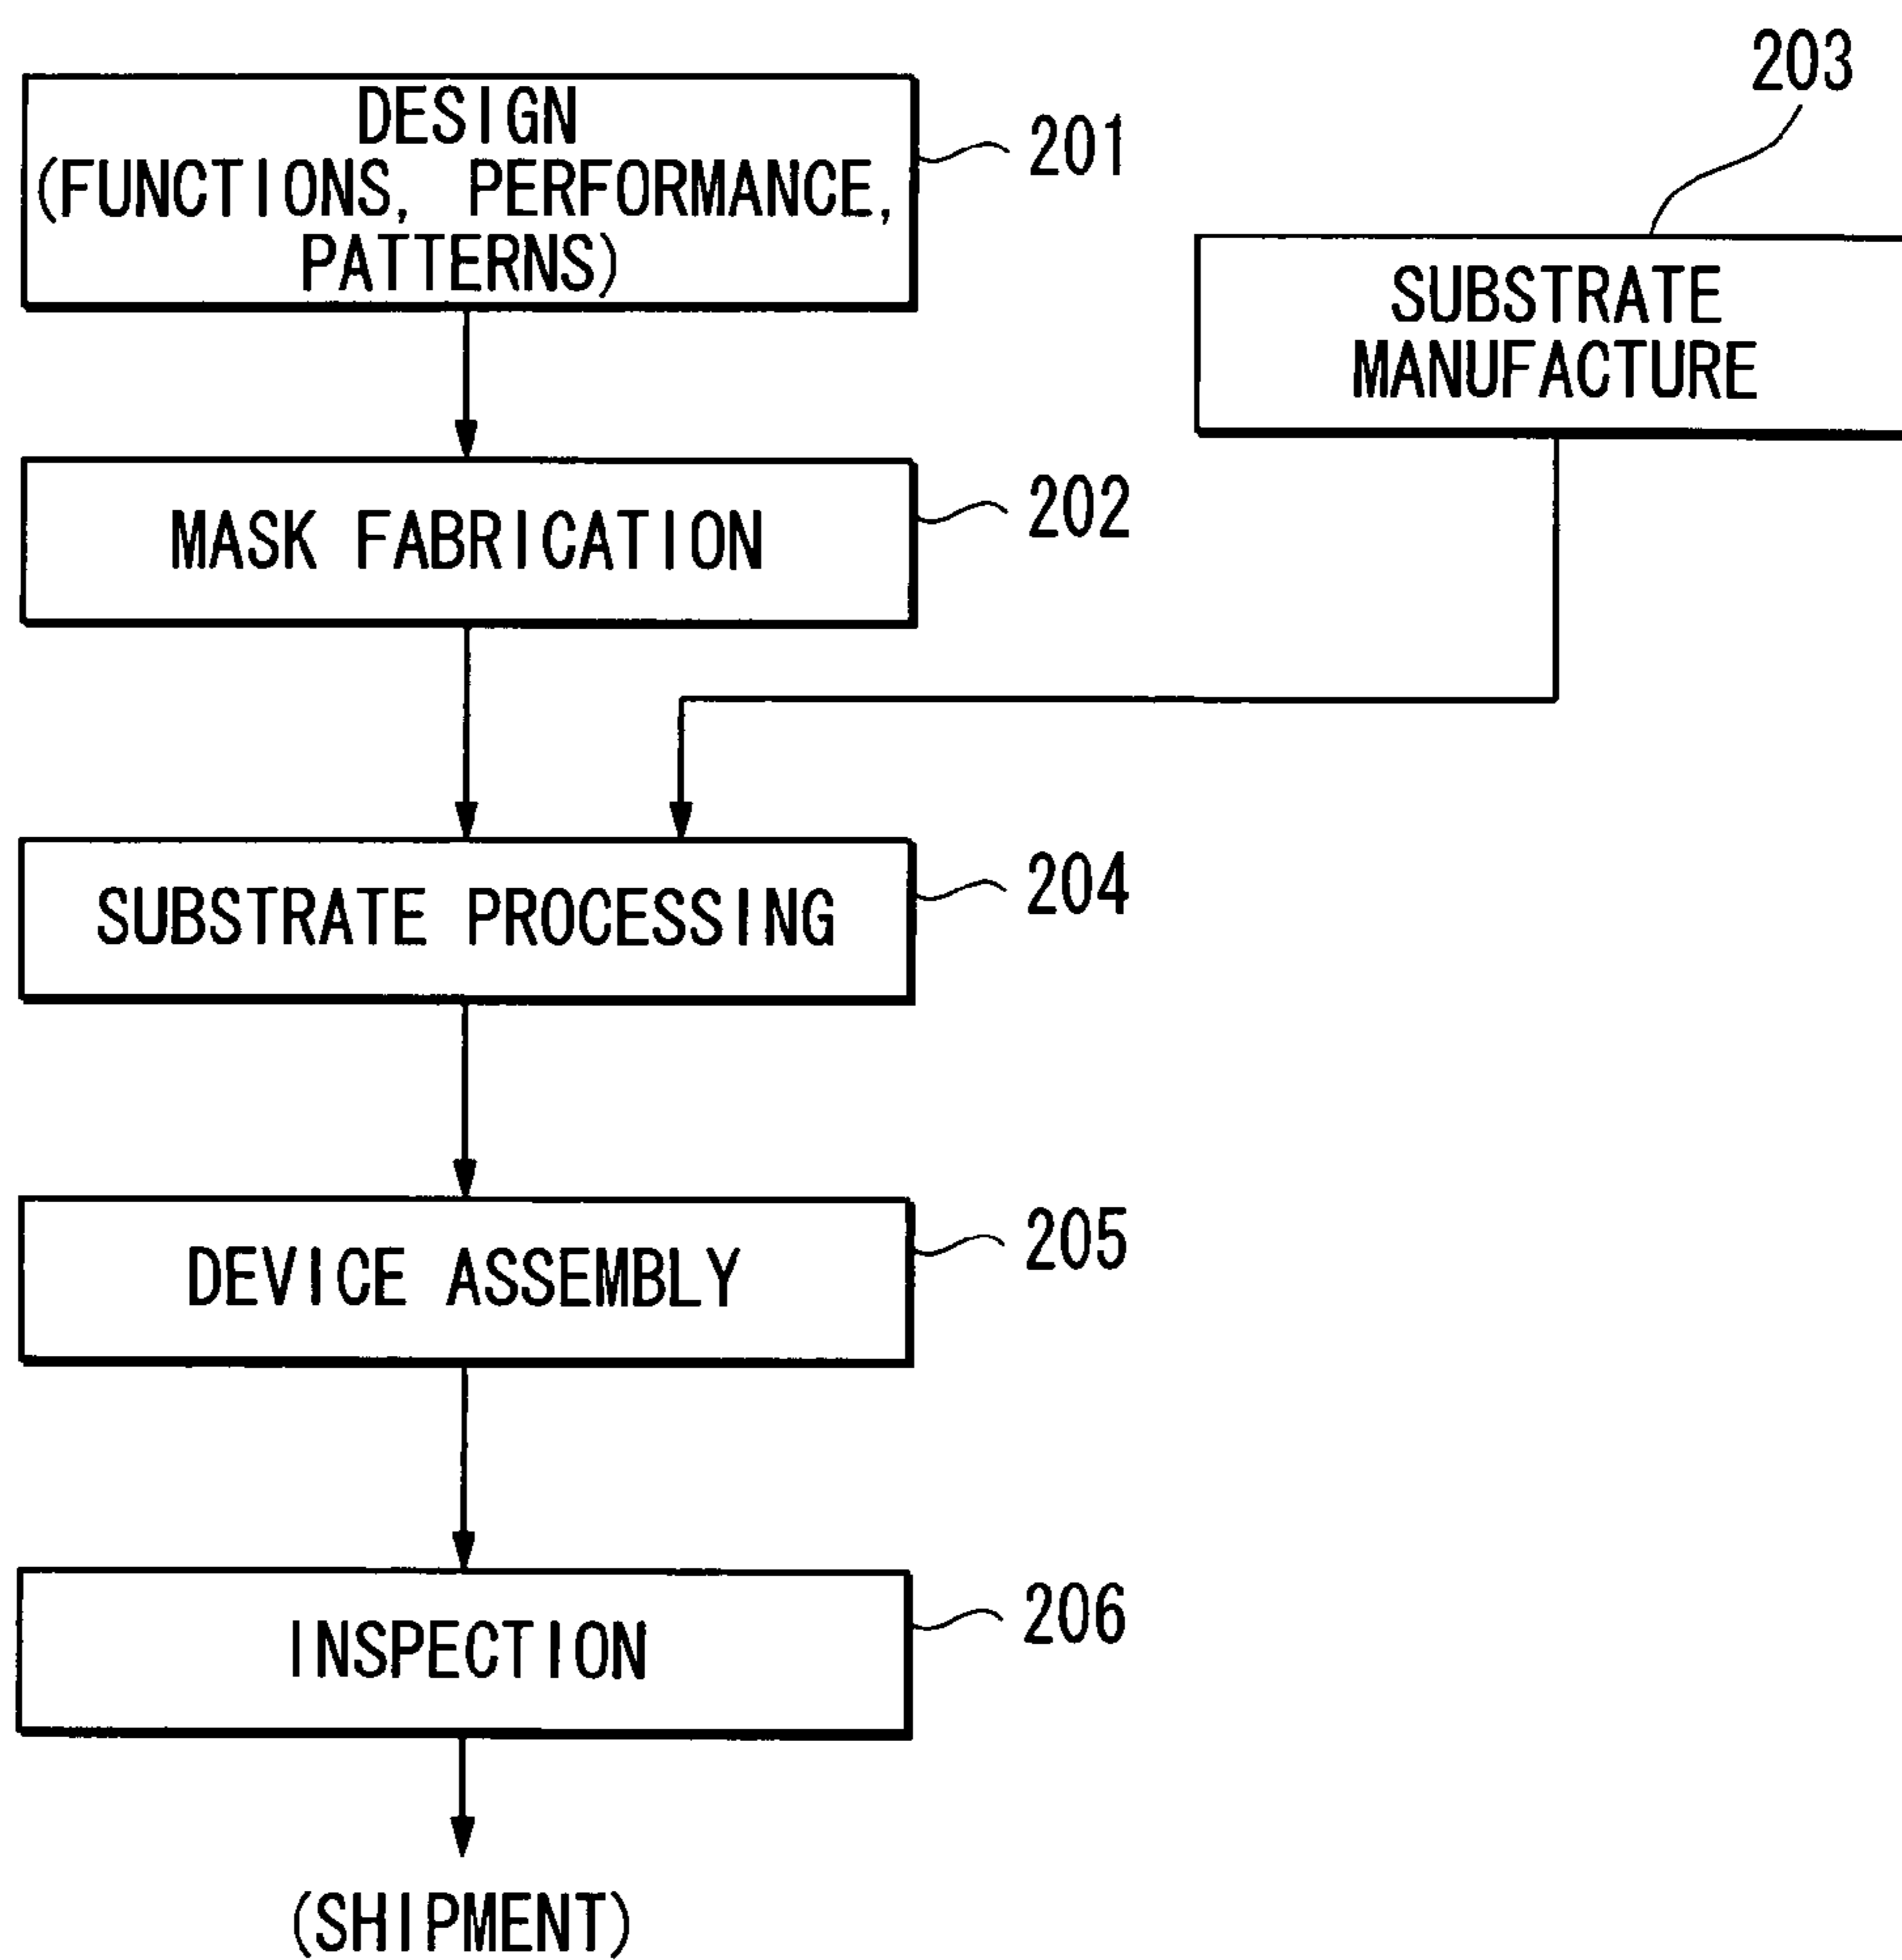 203
DESIGN
(FUNCTIONS, PERFORMANCE,
PATTERNS)
201
SUBSTRATE
MANUFACTURE
MASK FABRICATION
202
SUBSTRATE PROCESSING
204
DEVICE ASSEMBLY
205
INSPECTION
206
(SHIPMENT)